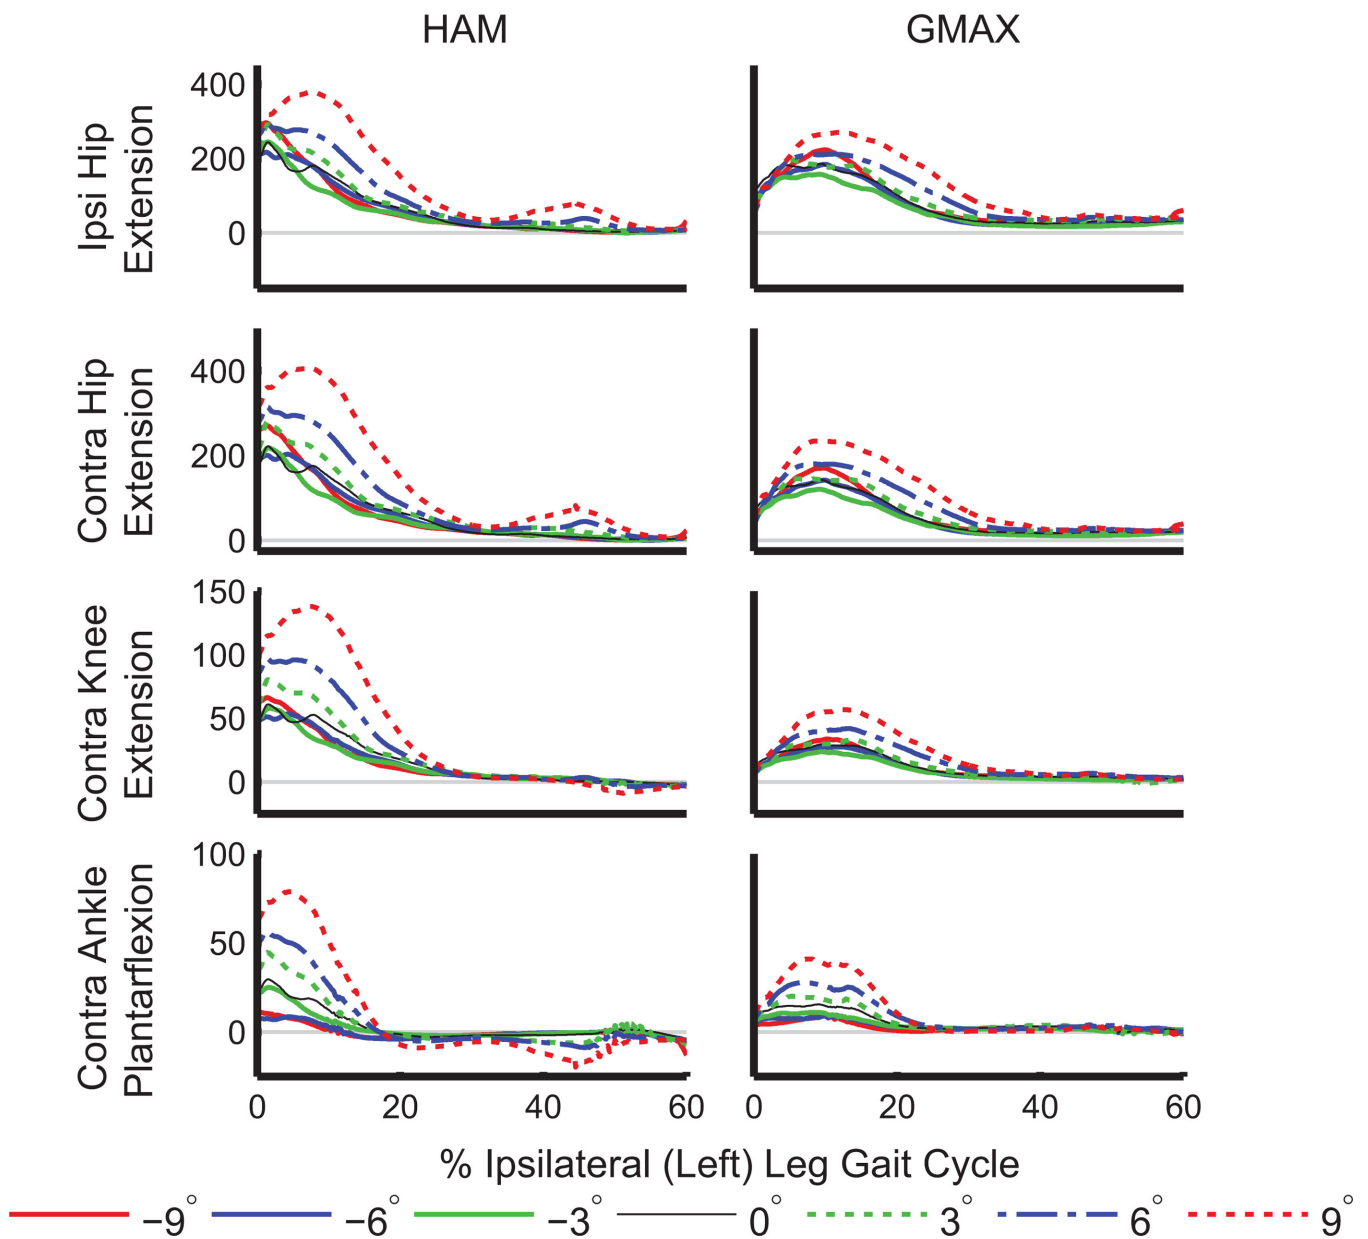 HAM GMAX
Ipsi Hip
Extension
400
200
0
Contra Hip
Extension
400
200
0
Contra Knee
Extension
150
100
50
0
Contra Ankle
Plantarflexion
100
50
0
0 20 40 60 0 20 40 60
% Ipsilateral (Left) Leg Gait Cycle
−9° −6° −3° 0° 3° 6° 9°